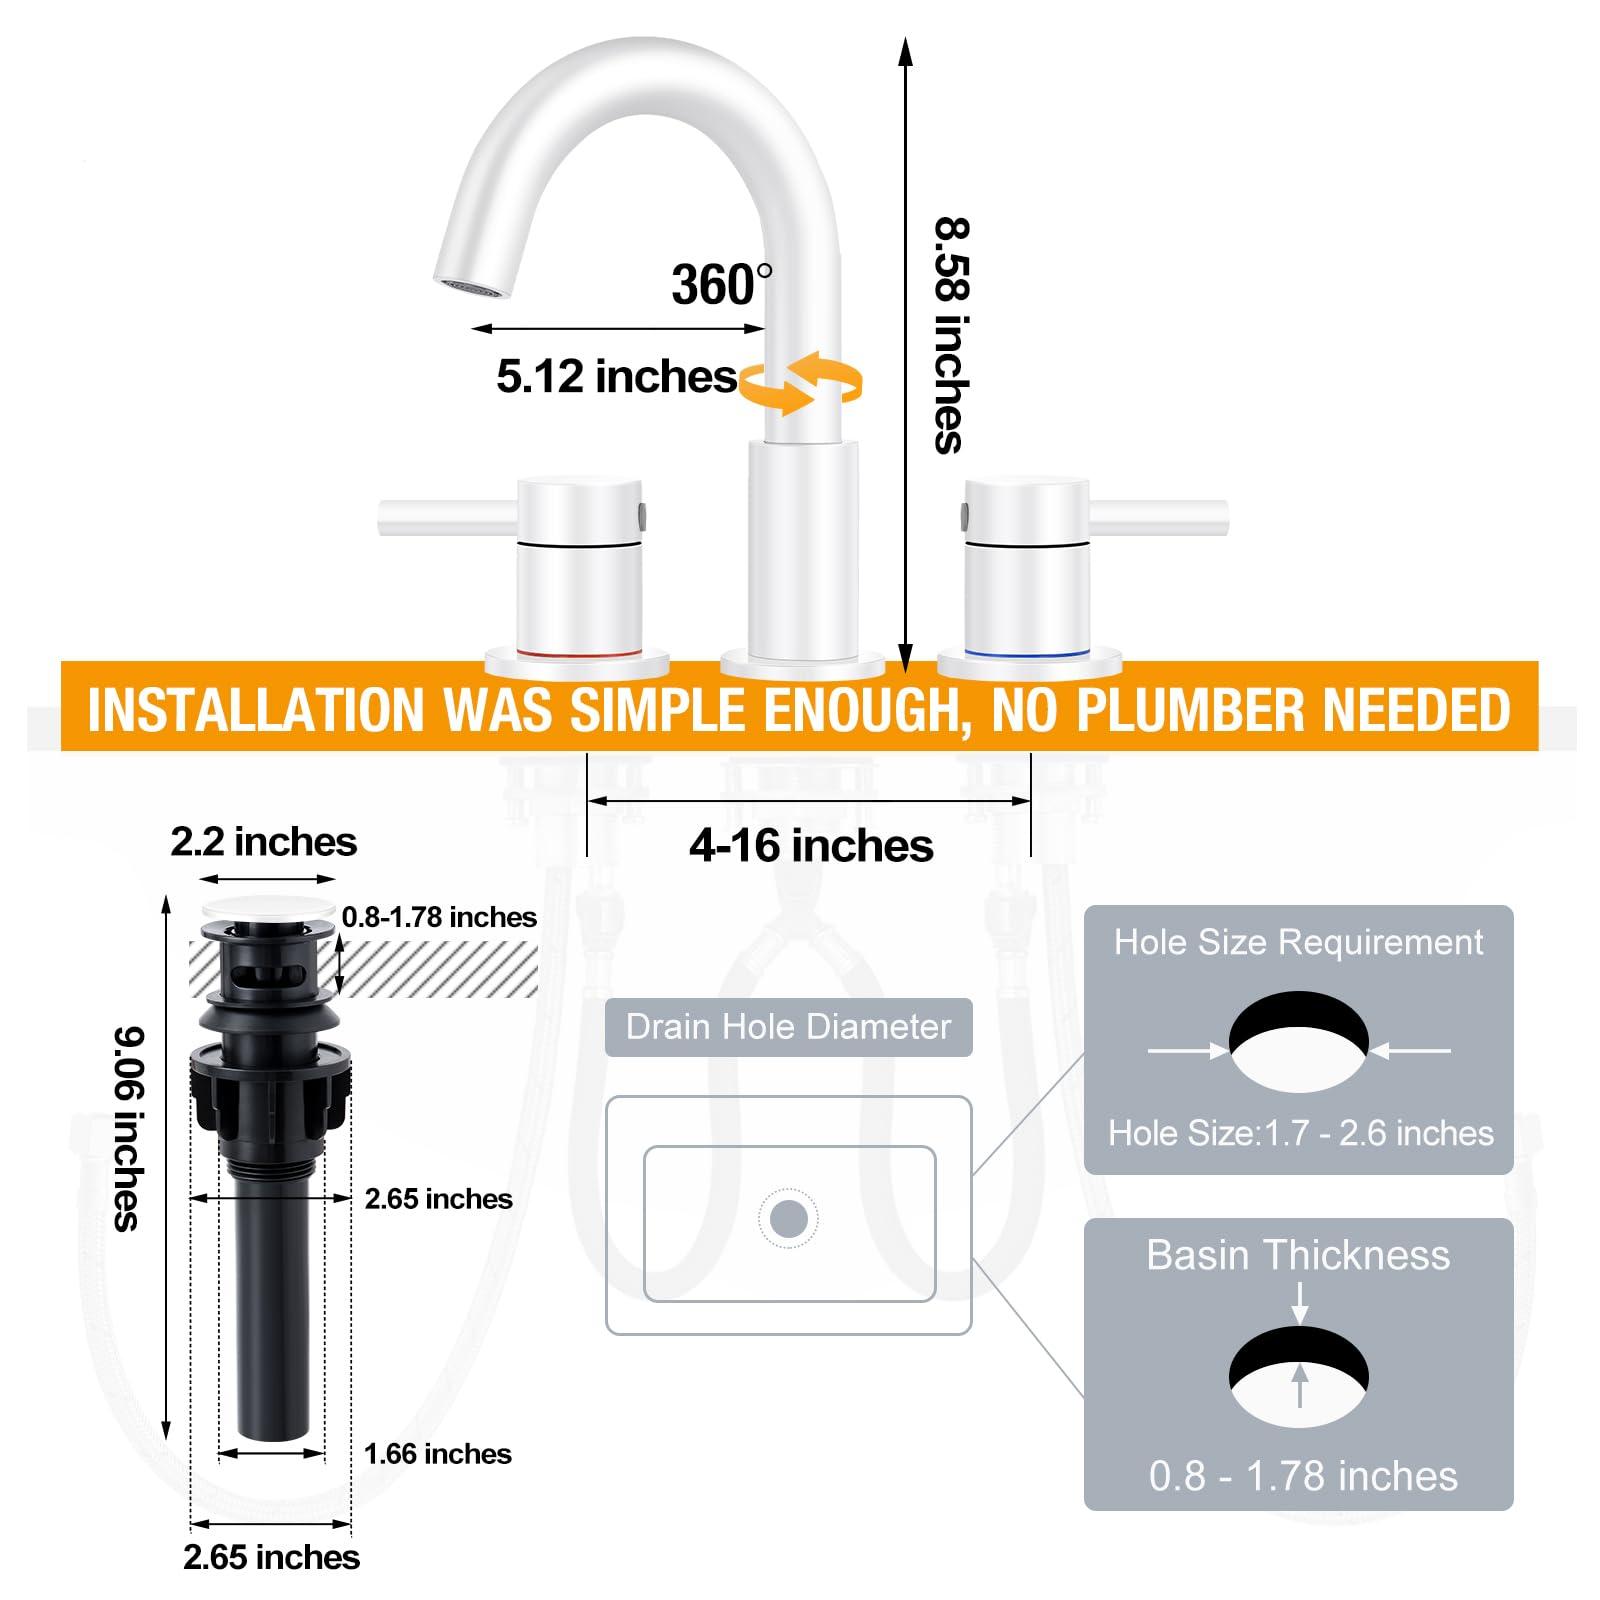 360°
5.12 inches
8.58 inches
INSTALLATION WAS SIMPLE ENOUGH, NO PLUMBER NEEDED
4-16 inches
2.2 inches
0.8-1.78 inches
9.06 inches
2.65 inches
1.66 inches
2.65 inches
Drain Hole Diameter
Hole Size Requirement
Hole Size:1.7 - 2.6 inches
Basin Thickness
0.8 - 1.78 inches